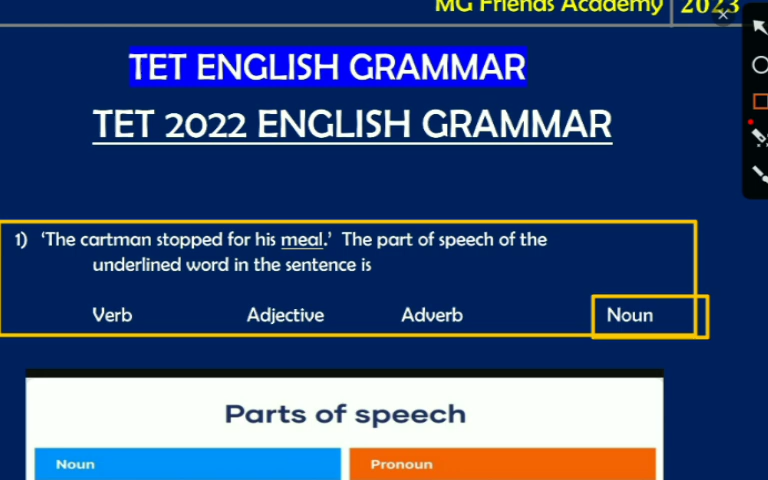 MG Friends Academy 2023
TET ENGLISH GRAMMAR
TET 2022 ENGLISH GRAMMAR
1) ‘The cartman stopped for his meal.’ The part of speech of the
underlined word in the sentence is
Verb Adjective Adverb Noun
Parts of speech
Noun Pronoun